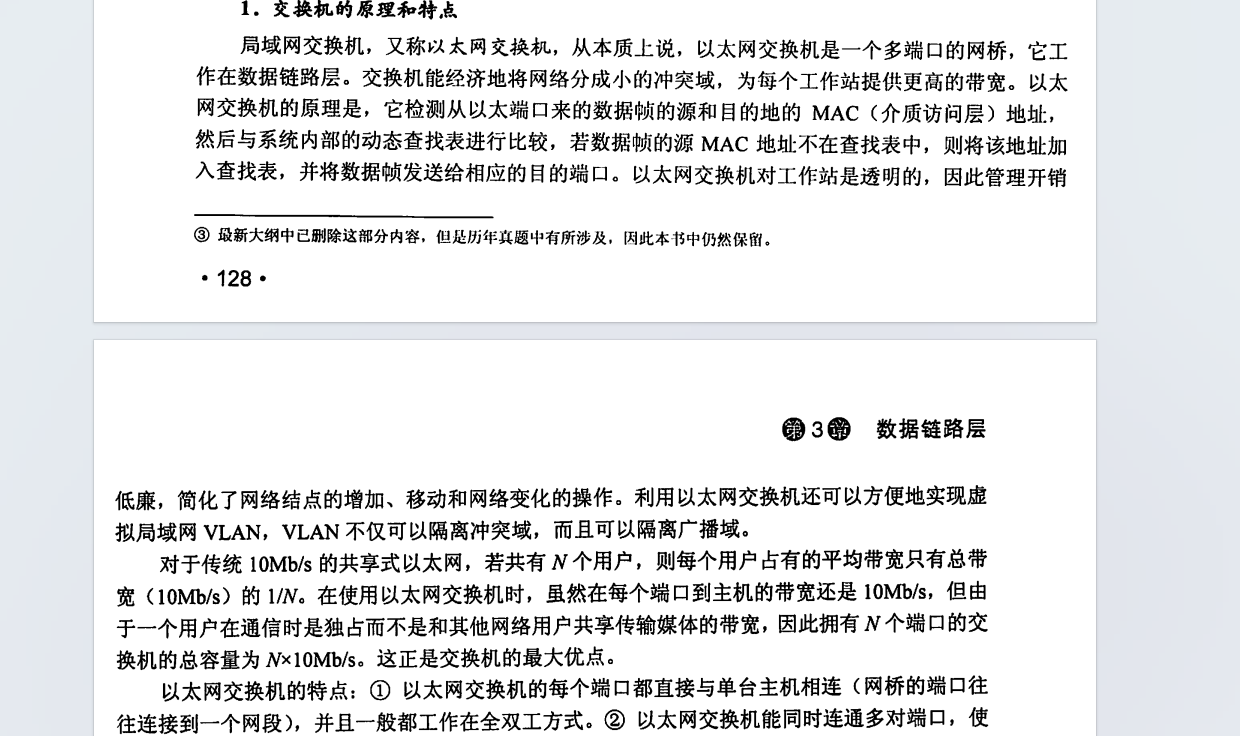 1．交换机的原理和特点
局域网交换机，又称以太网交换机，从本质上说，以太网交换机是一个多端口的网桥，它工
作在数据链路层。交换机能经济地将网络分成小的冲突域，为每个工作站提供更高的带宽。以太
网交换机的原理是，它检测从以太端口来的数据帧的源和目的地的 MAC（介质访问层）地址，
然后与系统内部的动态查找表进行比较，若数据帧的源 MAC 地址不在查找表中，则将该地址加
入查找表，并将数据帧发送给相应的目的端口。以太网交换机对工作站是透明的，因此管理开销
③ 最新大纲中已删除这部分内容，但是历年真题中有所涉及，因此本书中仍然保留。
• 128 •
第 3 章 数据链路层
低廉，简化了网络结点的增加、移动和网络变化的操作。利用以太网交换机还可以方便地实现虚
拟局域网 VLAN，VLAN 不仅可以隔离冲突域，而且可以隔离广播域。
对于传统 10Mb/s 的共享式以太网，若共有 N 个用户，则每个用户占有的平均带宽只有总带
宽（10Mb/s）的 1/N。在使用以太网交换机时，虽然在每个端口到主机的带宽还是 10Mb/s，但由
于一个用户在通信时是独占而不是和其他网络用户共享传输媒体的带宽，因此拥有 N 个端口的交
换机的总容量为 N×10Mb/s。这正是交换机的最大优点。
以太网交换机的特点：① 以太网交换机的每个端口都直接与单台主机相连（网桥的端口往
往连接到一个网段），并且一般都工作在全双工方式。② 以太网交换机能同时连通多对端口，使